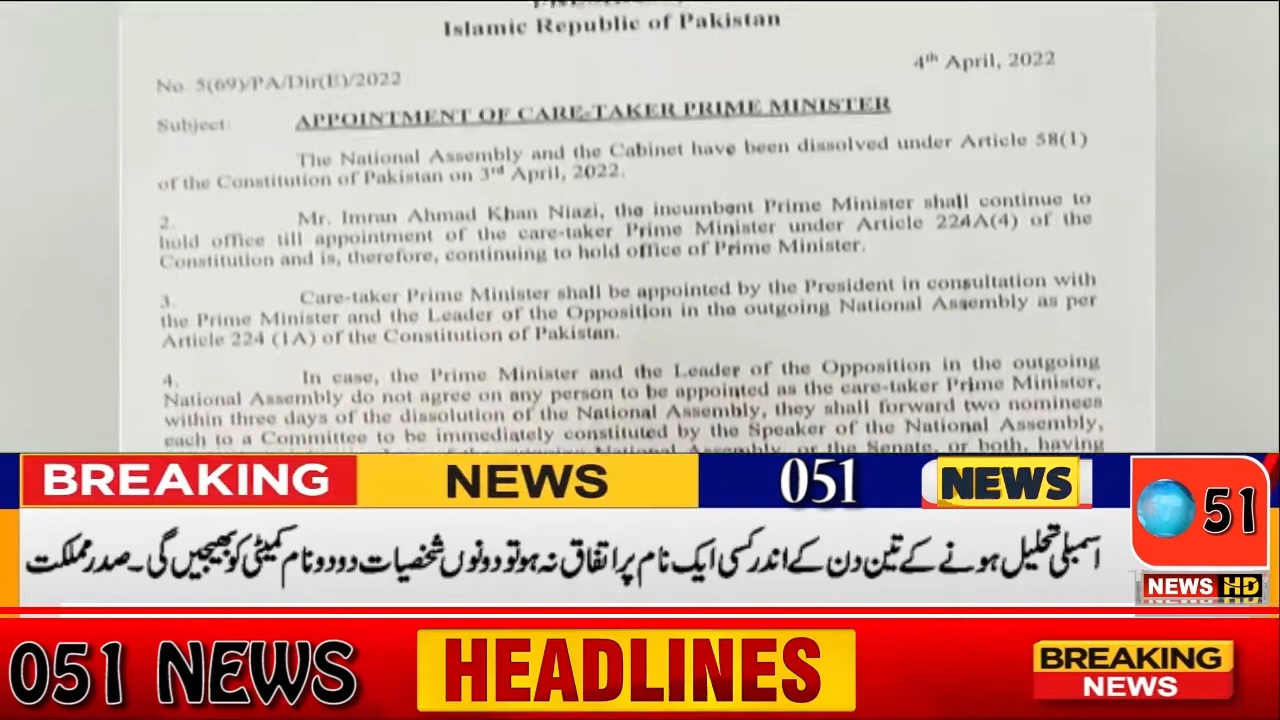 Islamic Republic of Pakistan
4th April, 2022
No. 5(69)/PA/Dir(E)/2022
Subject: APPOINTMENT OF CARE-TAKER PRIME MINISTER
The National Assembly and the Cabinet have been dissolved under Article 58(1)
of the Constitution of Pakistan on 3rd April, 2022.
2. Mr. Imran Ahmad Khan Niazi, the incumbent Prime Minister shall continue to
hold office till appointment of the care-taker Prime Minister under Article 224A(4) of the
Constitution and is, therefore, continuing to hold office of Prime Minister.
3. Care-taker Prime Minister shall be appointed by the President in consultation with
the Prime Minister and the Leader of the Opposition in the outgoing National Assembly as per
Article 224 (1A) of the Constitution of Pakistan.
4. In case, the Prime Minister and the Leader of the Opposition in the outgoing
National Assembly do not agree on any person to be appointed as the care-taker Prime Minister,
within three days of the dissolution of the National Assembly, they shall forward two nominees
each to a Committee to be immediately constituted by the Speaker of the National Assembly,
National Assembly, or the Senate, or both, having
BREAKING NEWS 051 NEWS
51
NEWS HD
اسمبلی تحلیل ہونے کے تین دن کے اندر کسی ایک نام پر اتفاق نہ ہو تو دونوں شخصیات دو دو نام کمیٹی کو بھیجیں گی۔ صدر مملکت
051 NEWS HEADLINES BREAKING NEWS